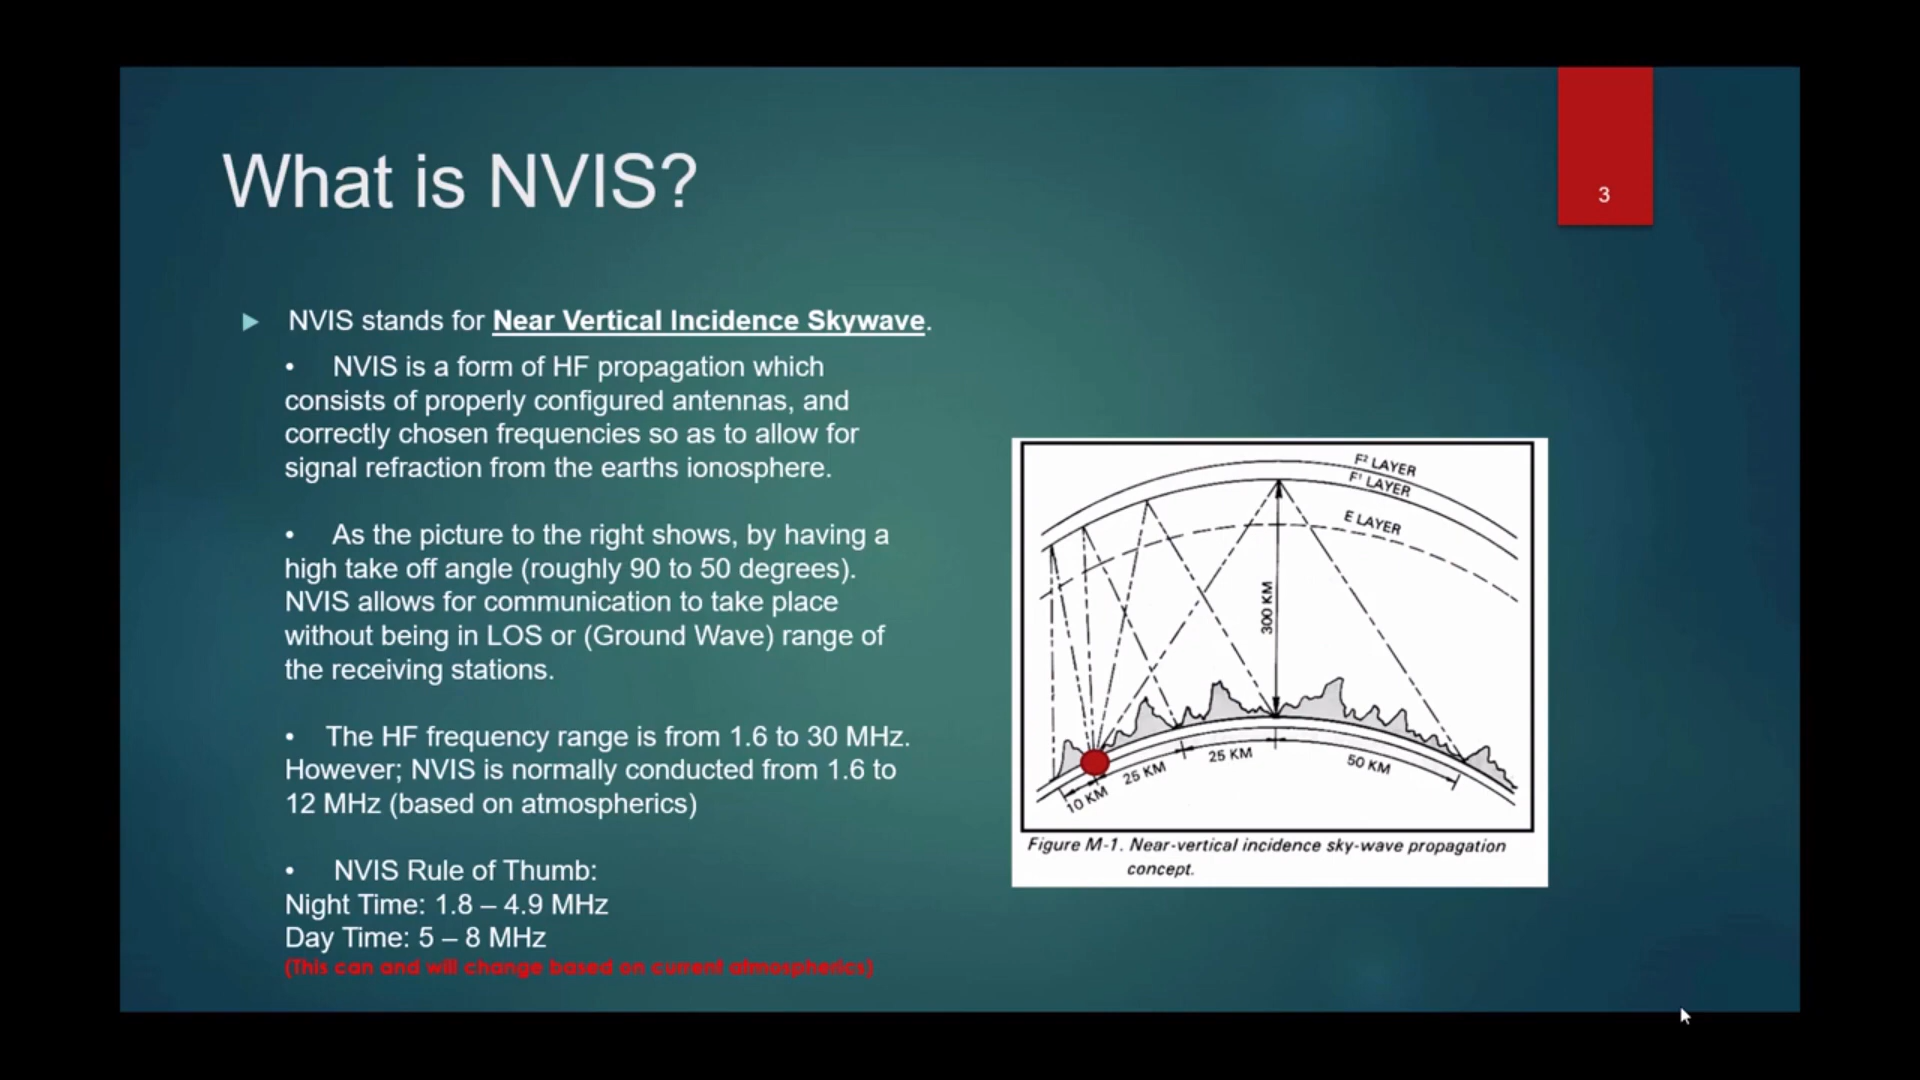 What is NVIS?
3
NVIS stands for Near Vertical Incidence Skywave.
• NVIS is a form of HF propagation which
consists of properly configured antennas, and
correctly chosen frequencies so as to allow for
signal refraction from the earths ionosphere.
• As the picture to the right shows, by having a
high take off angle (roughly 90 to 50 degrees).
NVIS allows for communication to take place
without being in LOS or (Ground Wave) range of
the receiving stations.
• The HF frequency range is from 1.6 to 30 MHz.
However; NVIS is normally conducted from 1.6 to
12 MHz (based on atmospherics)
• NVIS Rule of Thumb:
Night Time: 1.8 – 4.9 MHz
Day Time: 5 – 8 MHz
(This can and will change based on current atmospherics)
F² LAYER
F¹ LAYER
E LAYER
300 KM
10 KM
25 KM
25 KM
50 KM
Figure M-1. Near-vertical incidence sky-wave propagation
concept.